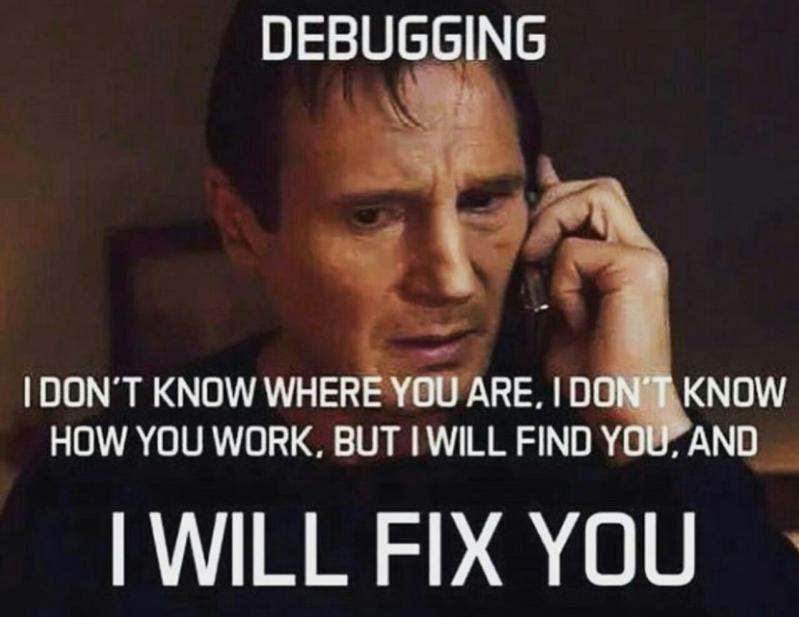 DEBUGGING
I DON'T KNOW WHERE YOU ARE, I DON'T KNOW
HOW YOU WORK, BUT I WILL FIND YOU, AND
I WILL FIX YOU